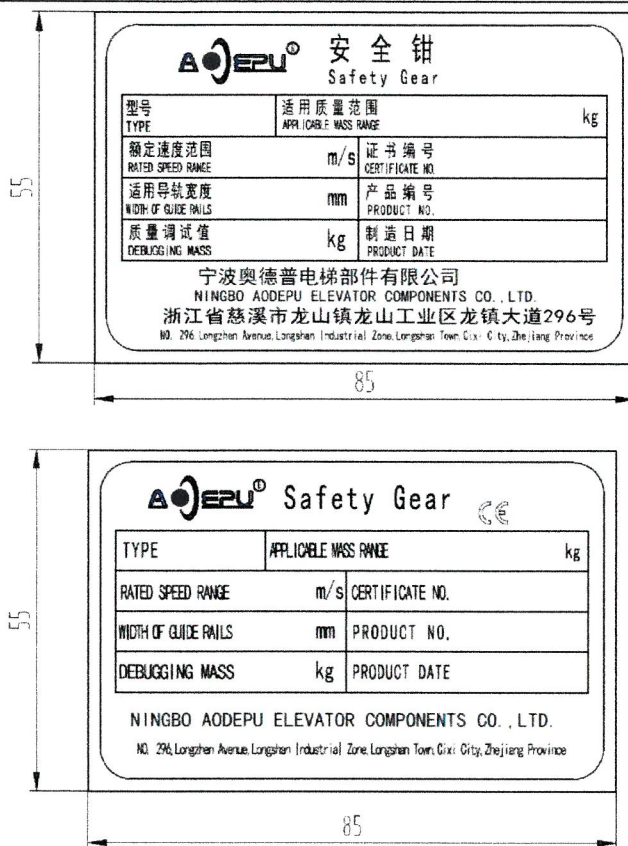 AODEPU® 安全钳
Safety Gear
型号 适用质量范围 kg
TYPE APPLICABLE MASS RANGE
额定速度范围 m/s 证书编号
RATED SPEED RANGE CERTIFICATE NO.
适用导轨宽度 mm 产品编号
WIDTH OF GUIDE RAILS PRODUCT NO.
质量调试值 kg 制造日期
DEBUGGING MASS PRODUCT DATE
宁波奥德普电梯部件有限公司
NINGBO AODEPU ELEVATOR COMPONENTS CO.,LTD.
浙江省慈溪市龙山镇龙山工业区龙镇大道296号
NO. 296 Longzhen Avenue, Longshan Industrial Zone, Longshan Town, Cixi City, Zhejiang Province
55
85
AODEPU® Safety Gear CE
TYPE APPLICABLE MASS RANGE kg
RATED SPEED RANGE m/s CERTIFICATE NO.
WIDTH OF GUIDE RAILS mm PRODUCT NO.
DEBUGGING MASS kg PRODUCT DATE
NINGBO AODEPU ELEVATOR COMPONENTS CO.,LTD.
NO. 296, Longzhen Avenue, Longshan Industrial Zone, Longshan Town, Cixi City, Zhejiang Province
55
85